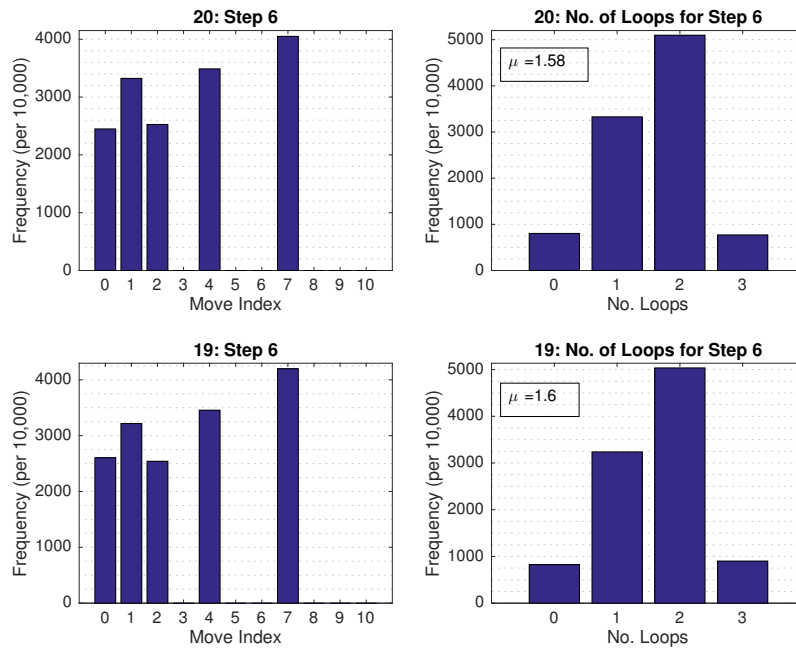 20: Step 6
Frequency (per 10,000)
4000
3000
2000
1000
0
0 1 2 3 4 5 6 7 8 9 10
Move Index
20: No. of Loops for Step 6
Frequency (per 10,000)
5000
4000
3000
2000
1000
0
μ =1.58
0 1 2 3
No. Loops
19: Step 6
Frequency (per 10,000)
4000
3000
2000
1000
0
0 1 2 3 4 5 6 7 8 9 10
Move Index
19: No. of Loops for Step 6
Frequency (per 10,000)
5000
4000
3000
2000
1000
0
μ =1.6
0 1 2 3
No. Loops